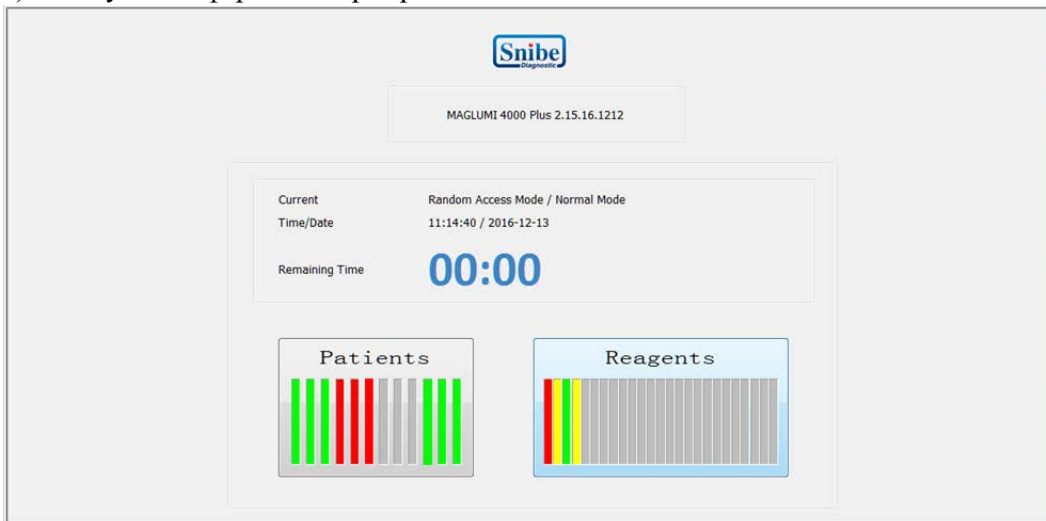 Snibe
Diagnostic
MAGLUMI 4000 Plus 2.15.16.1212
Current Random Access Mode / Normal Mode
Time/Date 11:14:40 / 2016-12-13
Remaining Time 00:00
Patients Reagents